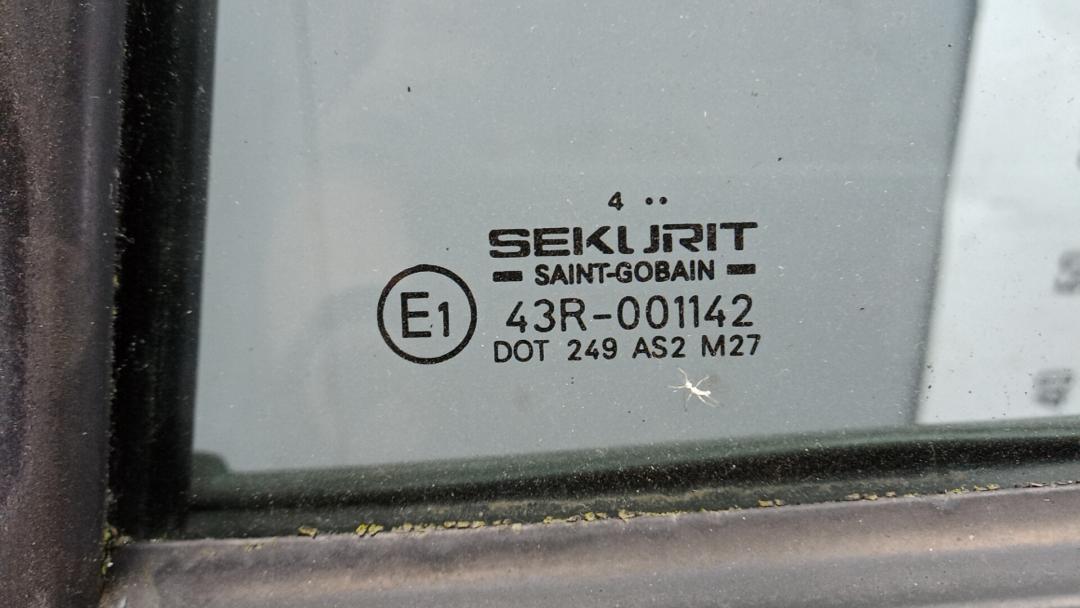 4 ..
SEKURIT
SAINT-GOBAIN
E1
43R-001142
DOT 249 AS2 M27